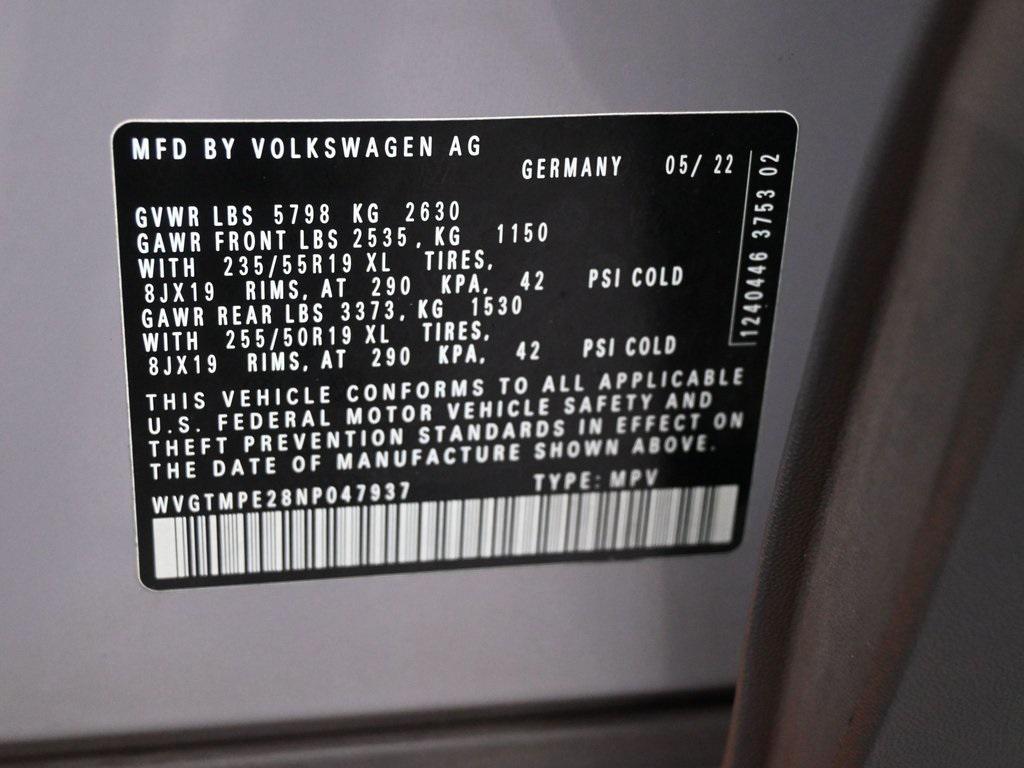 MFD BY VOLKSWAGEN AG
GERMANY 05/ 22
GVWR LBS 5798 KG 2630
GAWR FRONT LBS 2535, KG 1150
WITH 235/55R19 XL TIRES,
8JX19 RIMS, AT 290 KPA, 42 PSI COLD
GAWR REAR LBS 3373, KG 1530
WITH 255/50R19 XL TIRES,
8JX19 RIMS, AT 290 KPA, 42 PSI COLD
THIS VEHICLE CONFORMS TO ALL APPLICABLE
U.S. FEDERAL MOTOR VEHICLE SAFETY AND
THEFT PREVENTION STANDARDS IN EFFECT ON
THE DATE OF MANUFACTURE SHOWN ABOVE.
WVGTMPE28NP047937 TYPE: MPV
1240446 3753 02